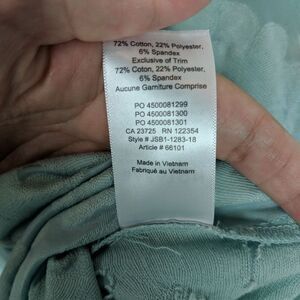 72% Cotton, 22% Polyester,
6% Spandex
Exclusive of Trim
72% Coton, 22% Polyester,
6% Spandex
Aucune Garniture Comprise
PO 4500081299
PO 4500081300
PO 4500081301
CA 23725 RN 122354
Style # JSB1-1283-18
Article # 66101
Made in Vietnam
Fabriqué au Vietnam